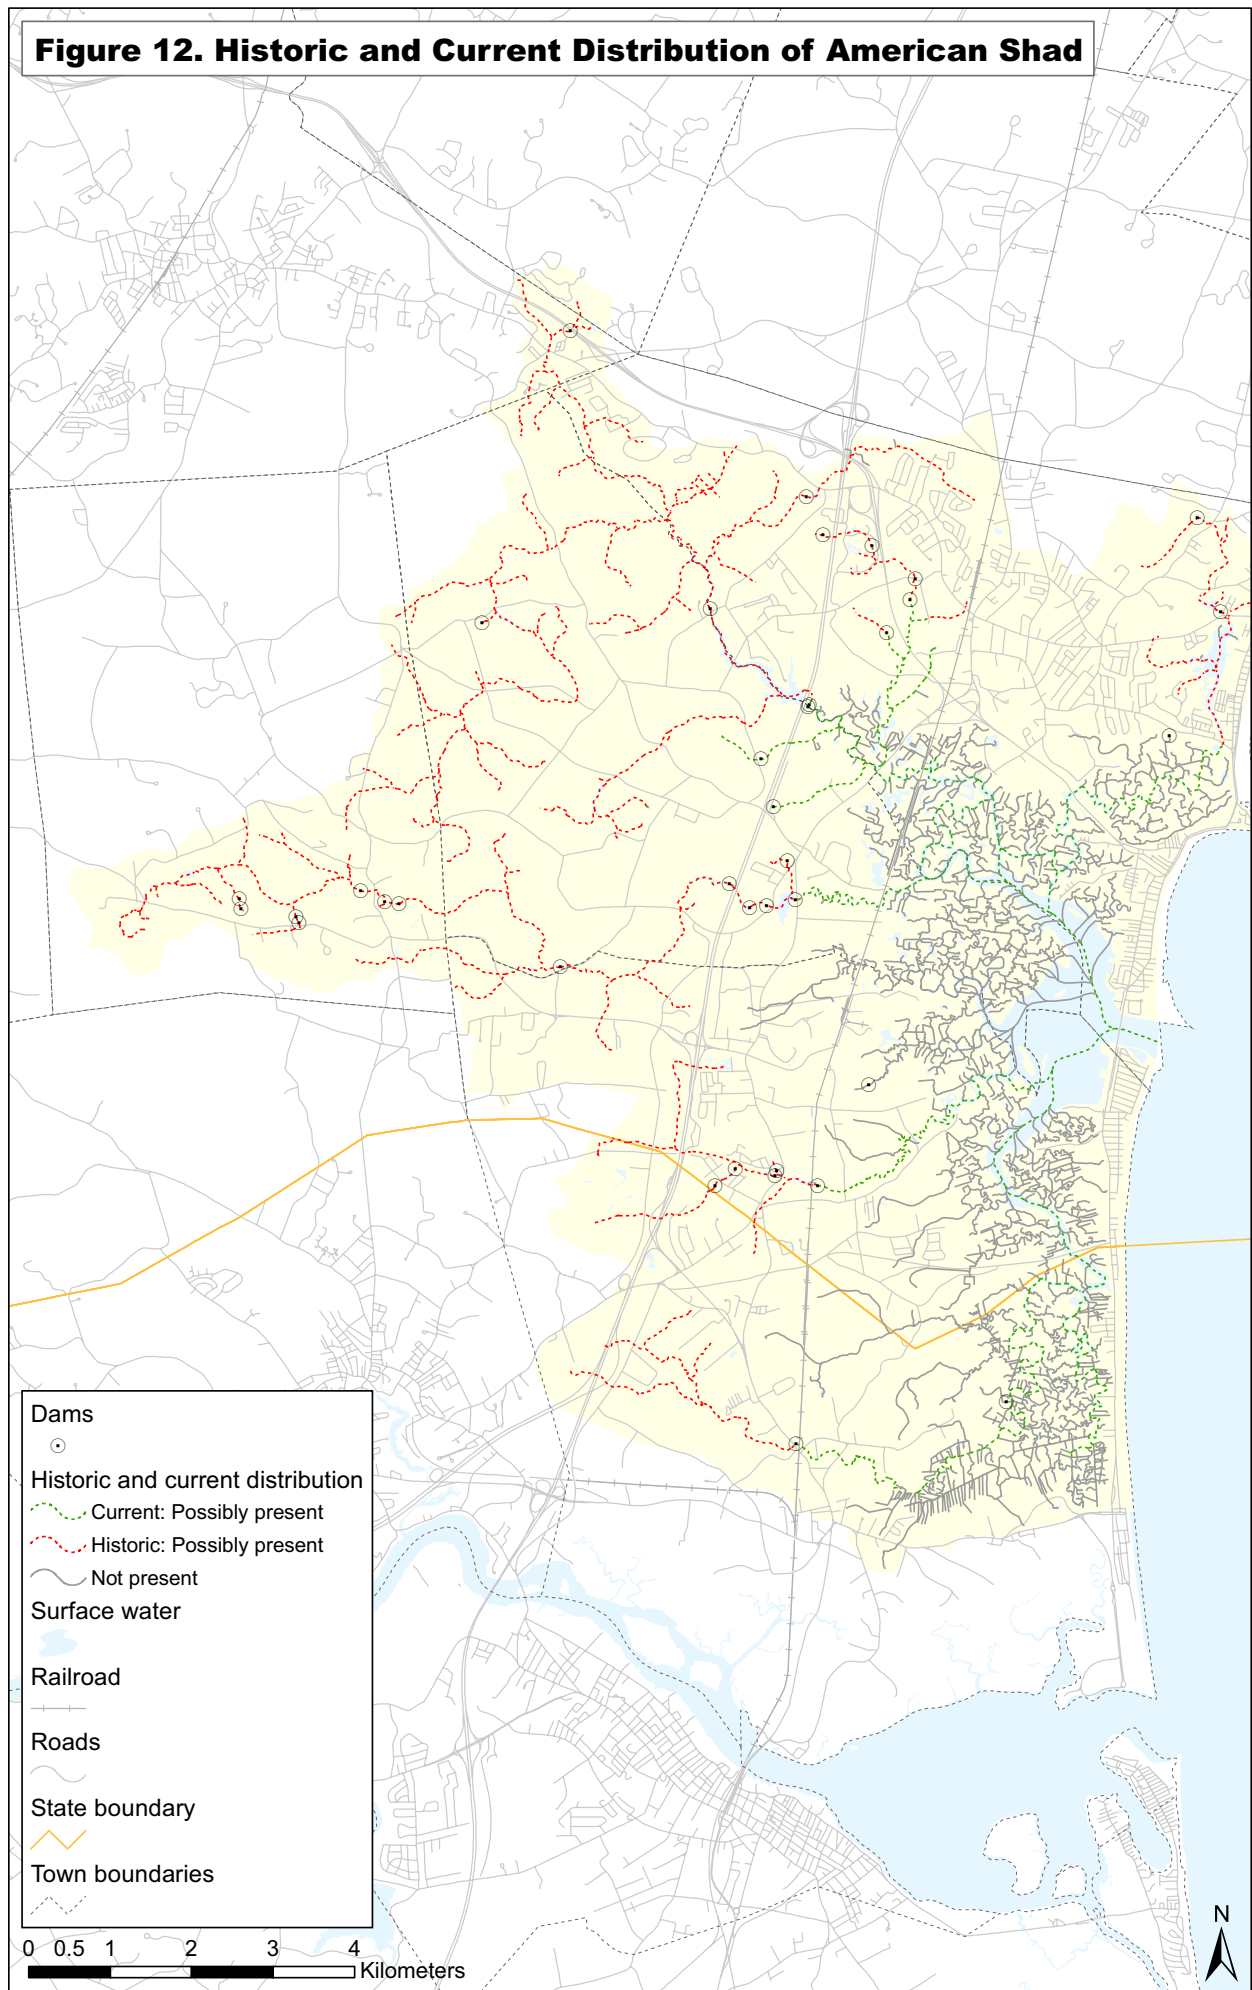 Figure 12. Historic and Current Distribution of American Shad
Dams
Historic and current distribution
Current: Possibly present
Historic: Possibly present
Not present
Surface water
Railroad
Roads
State boundary
Town boundaries
0 0.5 1 2 3 4
Kilometers
N